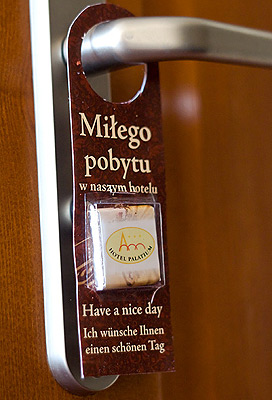 Miłego
pobytu
w naszym hotelu
HOTEL PALATIUM
Have a nice day
Ich wünsche Ihnen
einen schönen Tag